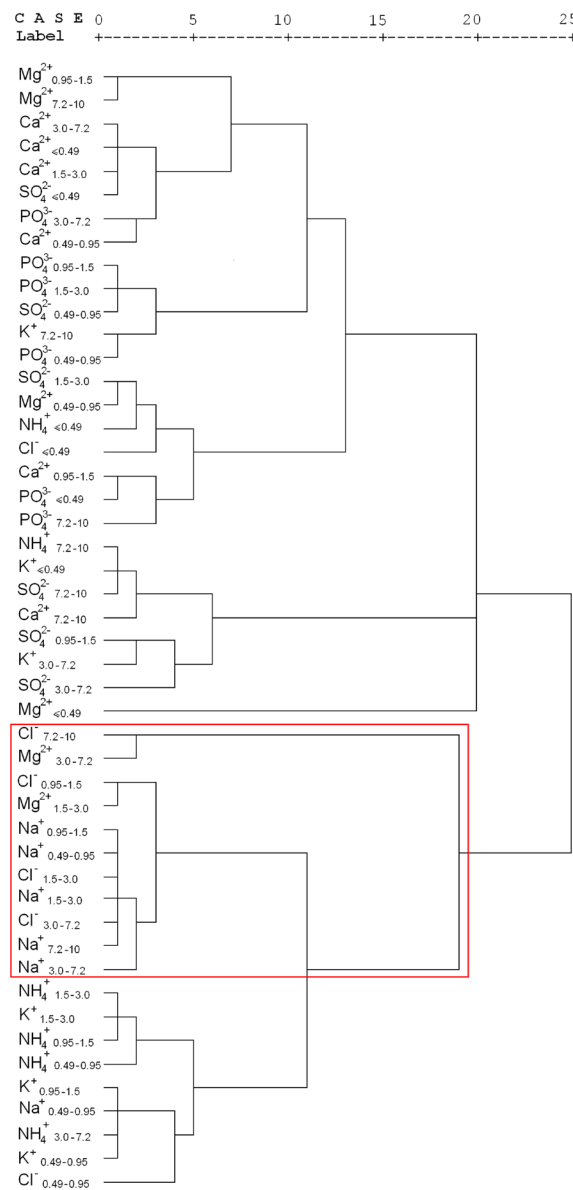 C A S E 0 5 10 15 20 25
Label
Mg²⁺ 0.95-1.5
Mg²⁺ 7.2-10
Ca²⁺ 3.0-7.2
Ca²⁺ ≤0.49
Ca²⁺ 1.5-3.0
SO₄²⁻ ≤0.49
PO₄³⁻ 3.0-7.2
Ca²⁺ 0.49-0.95
PO₄³⁻ 0.95-1.5
PO₄³⁻ 1.5-3.0
SO₄²⁻ 0.49-0.95
K⁺ 7.2-10
PO₄³⁻ 0.49-0.95
SO₄²⁻ 1.5-3.0
Mg²⁺ 0.49-0.95
NH₄⁺ ≤0.49
Cl⁻ ≤0.49
Ca²⁺ 0.95-1.5
PO₄³⁻ ≤0.49
PO₄³⁻ 7.2-10
NH₄⁺ 7.2-10
K⁺ ≤0.49
SO₄²⁻ 7.2-10
Ca²⁺ 7.2-10
SO₄²⁻ 0.95-1.5
K⁺ 3.0-7.2
SO₄²⁻ 3.0-7.2
Mg²⁺ ≤0.49
Cl⁻ 7.2-10
Mg²⁺ 3.0-7.2
Cl⁻ 0.95-1.5
Mg²⁺ 1.5-3.0
Na⁺ 0.95-1.5
Na⁺ 0.49-0.95
Cl⁻ 1.5-3.0
Na⁺ 1.5-3.0
Cl⁻ 3.0-7.2
Na⁺ 7.2-10
Na⁺ 3.0-7.2
NH₄⁺ 1.5-3.0
K⁺ 1.5-3.0
NH₄⁺ 0.95-1.5
NH₄⁺ 0.49-0.95
K⁺ 0.95-1.5
Na⁺ 0.49-0.95
NH₄⁺ 3.0-7.2
K⁺ 0.49-0.95
Cl⁻ 0.49-0.95